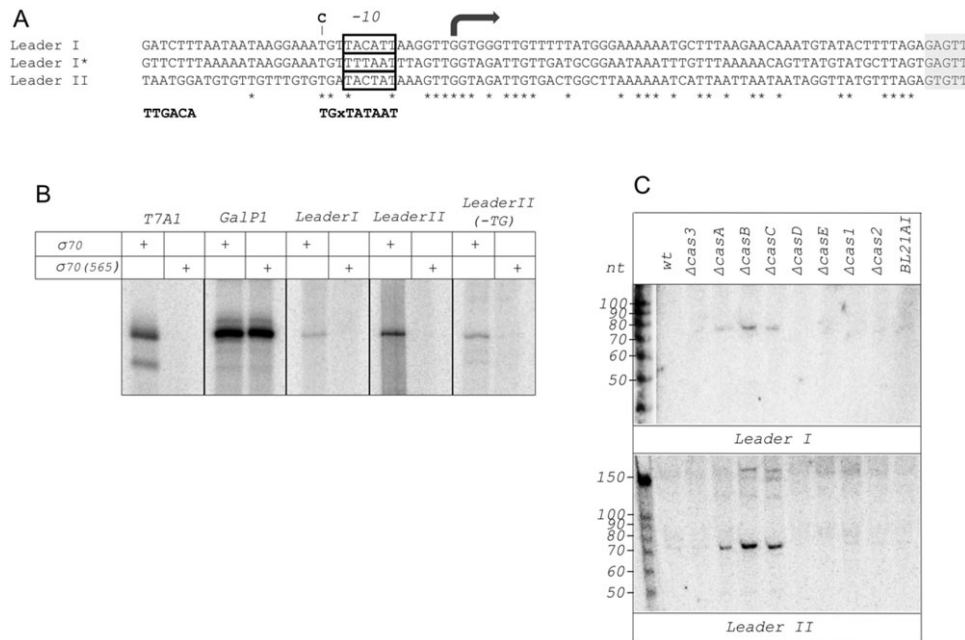 A
c
-10
Leader I GATCTTTAATAATAAGGAAATGTTACATTAAGGTTGGTGGGTTGTTTTTATGGGAAAAAATGCTTTAAGAACAAATGTATACTTTTAGAGAGTT
Leader I* GTTCTTTAAAAATAAGGAAATGTTTTAATTTAGTTGGTAGATTGTTGATGCGGAATAAAATTTGTTTAAAAACAGTTATGTATGCTTAGTGAGTT
Leader II TAATGGATGTGTTGTTTGTGTGATACTATAAAGTTGGTAGATTGTGACTGGCTTAAAAAATCATTAATTAATAATAGGTTATGTTTAGAGTGTT
TTGACA TGxTATAAT
B
T7A1 GalP1 LeaderI LeaderII LeaderII (-TG)
σ70 + + + + +
σ70(565) + + + + +
C
nt wt Δcas3 ΔcasA ΔcasB ΔcasC ΔcasD ΔcasE Δcas1 Δcas2 BL21AI
100
90
80
70
60
50
Leader I
150
100
90
80
70
60
50
Leader II